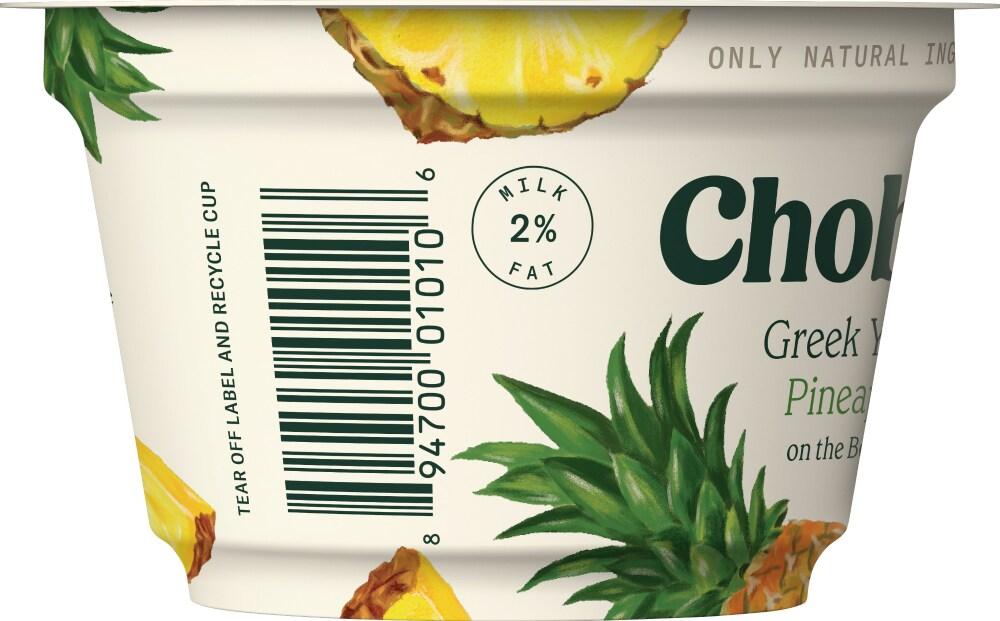 ONLY NATURAL ING
TEAR OFF LABEL AND RECYCLE CUP
8 94700 01010 6
MILK
2%
FAT
Chob
Greek Y
Pinea
on the B